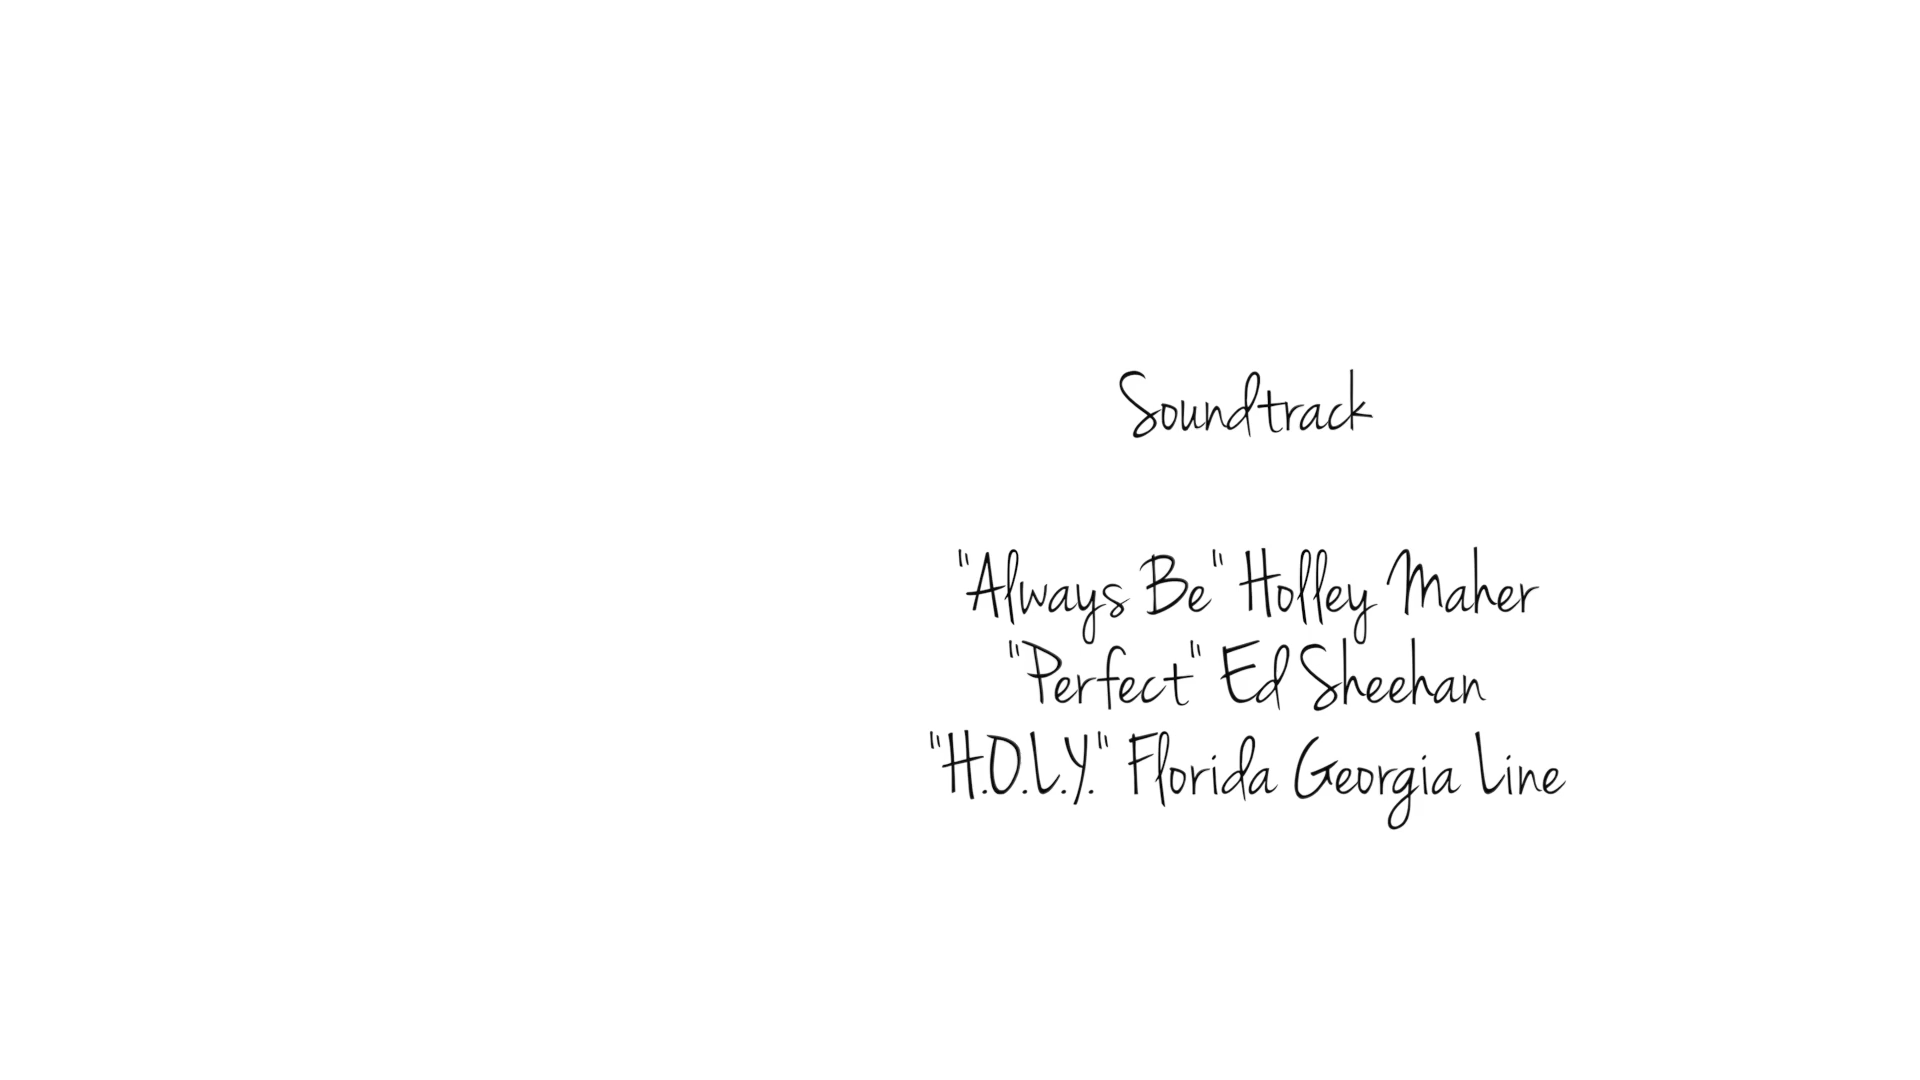 Soundtrack
"Always Be" Holley Maher
"Perfect" Ed Sheehan
"H.O.L.Y." Florida Georgia Line